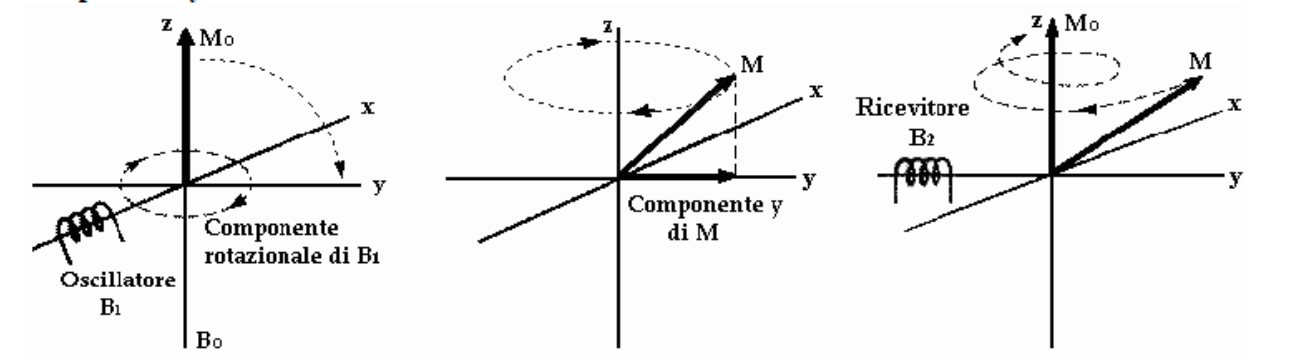 z
M₀
x
y
Componente
rotazionale di B₁
Oscillatore
B₁
B₀
z
M
x
y
Componente y
di M
z
M₀
M
x
Ricevitore
B₂
y